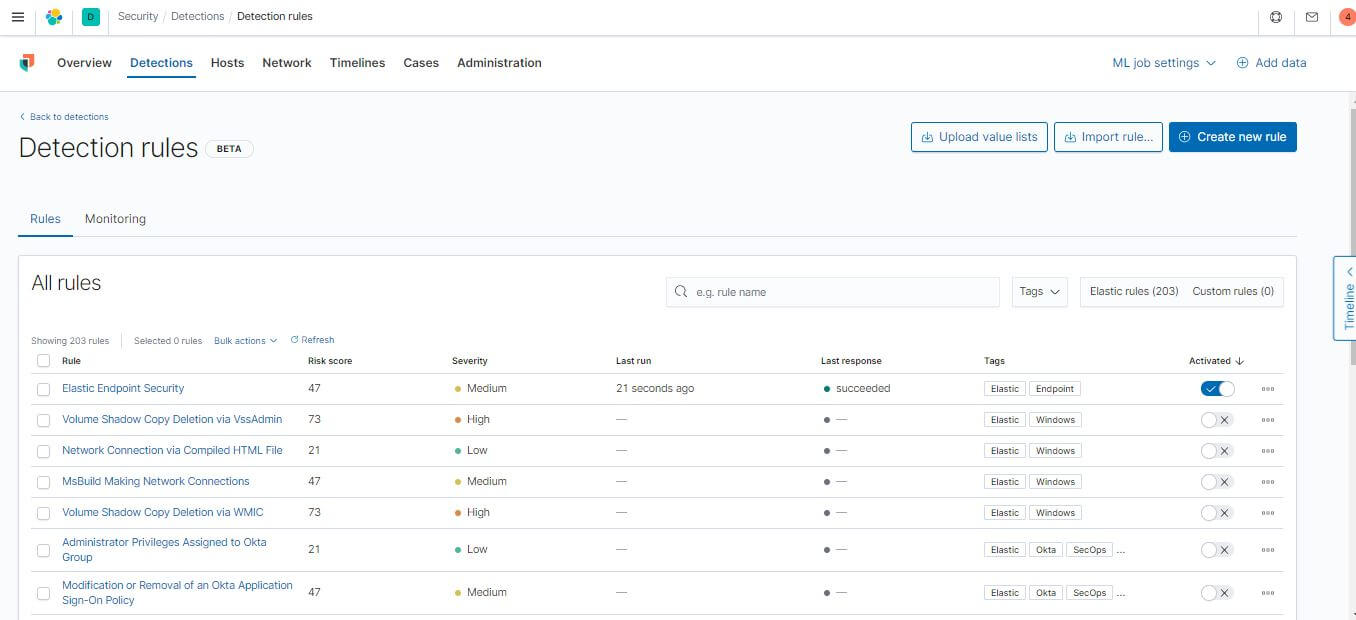 D Security / Detections / Detection rules 4
Overview Detections Hosts Network Timelines Cases Administration ML job settings Add data
Back to detections
Detection rules BETA Upload value lists Import rule... Create new rule
Rules Monitoring
All rules e.g. rule name Tags Elastic rules (203) Custom rules (0)
Timeline
Showing 203 rules Selected 0 rules Bulk actions Refresh
Rule Risk score Severity Last run Last response Tags Activated
Elastic Endpoint Security 47 Medium 21 seconds ago succeeded Elastic Endpoint
Volume Shadow Copy Deletion via VssAdmin 73 High — — Elastic Windows
Network Connection via Compiled HTML File 21 Low — — Elastic Windows
MsBuild Making Network Connections 47 Medium — — Elastic Windows
Volume Shadow Copy Deletion via WMIC 73 High — — Elastic Windows
Administrator Privileges Assigned to Okta
Group 21 Low — — Elastic Okta SecOps ...
Modification or Removal of an Okta Application
Sign-On Policy 47 Medium — — Elastic Okta SecOps ...